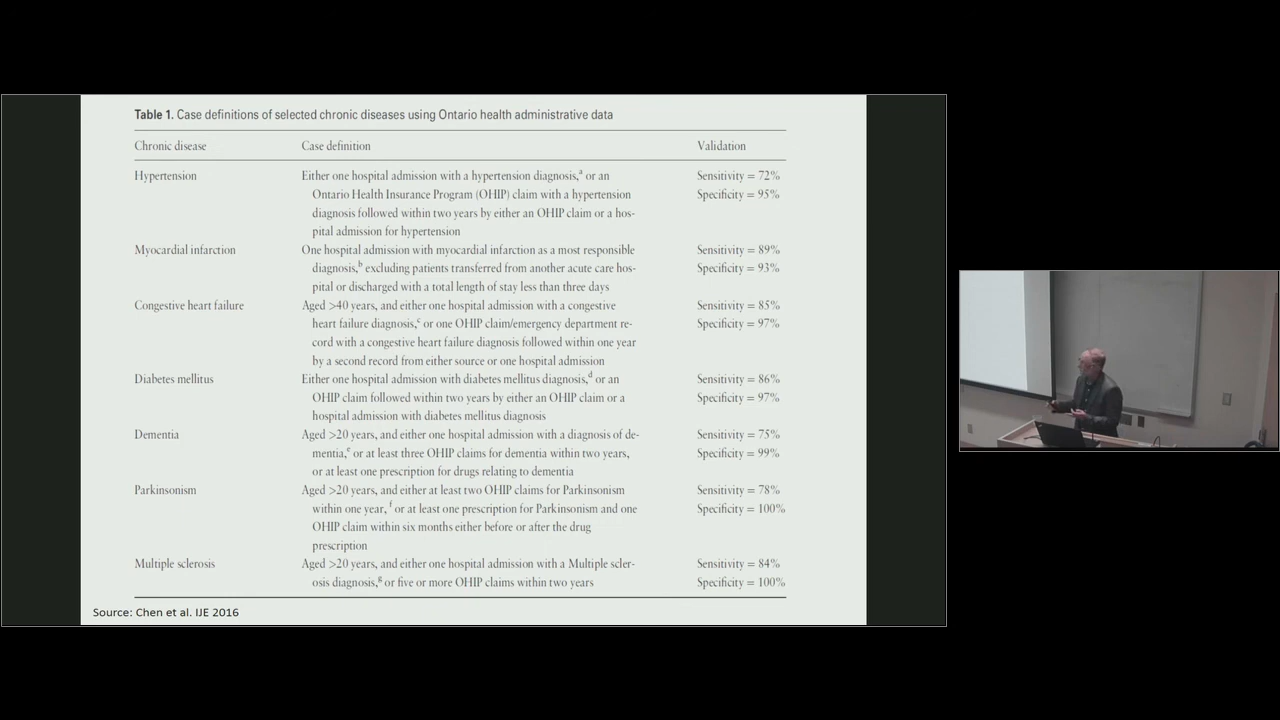 Table 1. Case definitions of selected chronic diseases using Ontario health administrative data
Chronic disease Case definition Validation
Hypertension Either one hospital admission with a hypertension diagnosis,a or an Sensitivity = 72%
Ontario Health Insurance Program (OHIP) claim with a hypertension Specificity = 95%
diagnosis followed within two years by either an OHIP claim or a hos-
pital admission for hypertension
Myocardial infarction One hospital admission with myocardial infarction as a most responsible Sensitivity = 89%
diagnosis,b excluding patients transferred from another acute care hos- Specificity = 93%
pital or discharged with a total length of stay less than three days
Congestive heart failure Aged >40 years, and either one hospital admission with a congestive Sensitivity = 85%
heart failure diagnosis,c or one OHIP claim/emergency department re- Specificity = 97%
cord with a congestive heart failure diagnosis followed within one year
by a second record from either source or one hospital admission
Diabetes mellitus Either one hospital admission with diabetes mellitus diagnosis,d or an Sensitivity = 86%
OHIP claim followed within two years by either an OHIP claim or a Specificity = 97%
hospital admission with diabetes mellitus diagnosis
Dementia Aged >20 years, and either one hospital admission with a diagnosis of de- Sensitivity = 75%
mentia,e or at least three OHIP claims for dementia within two years, Specificity = 99%
or at least one prescription for drugs relating to dementia
Parkinsonism Aged >20 years, and either at least two OHIP claims for Parkinsonism Sensitivity = 78%
within one year, f or at least one prescription for Parkinsonism and one Specificity = 100%
OHIP claim within six months either before or after the drug
prescription
Multiple sclerosis Aged >20 years, and either one hospital admission with a Multiple scler- Sensitivity = 84%
osis diagnosis,g or five or more OHIP claims within two years Specificity = 100%
Source: Chen et al. IJE 2016